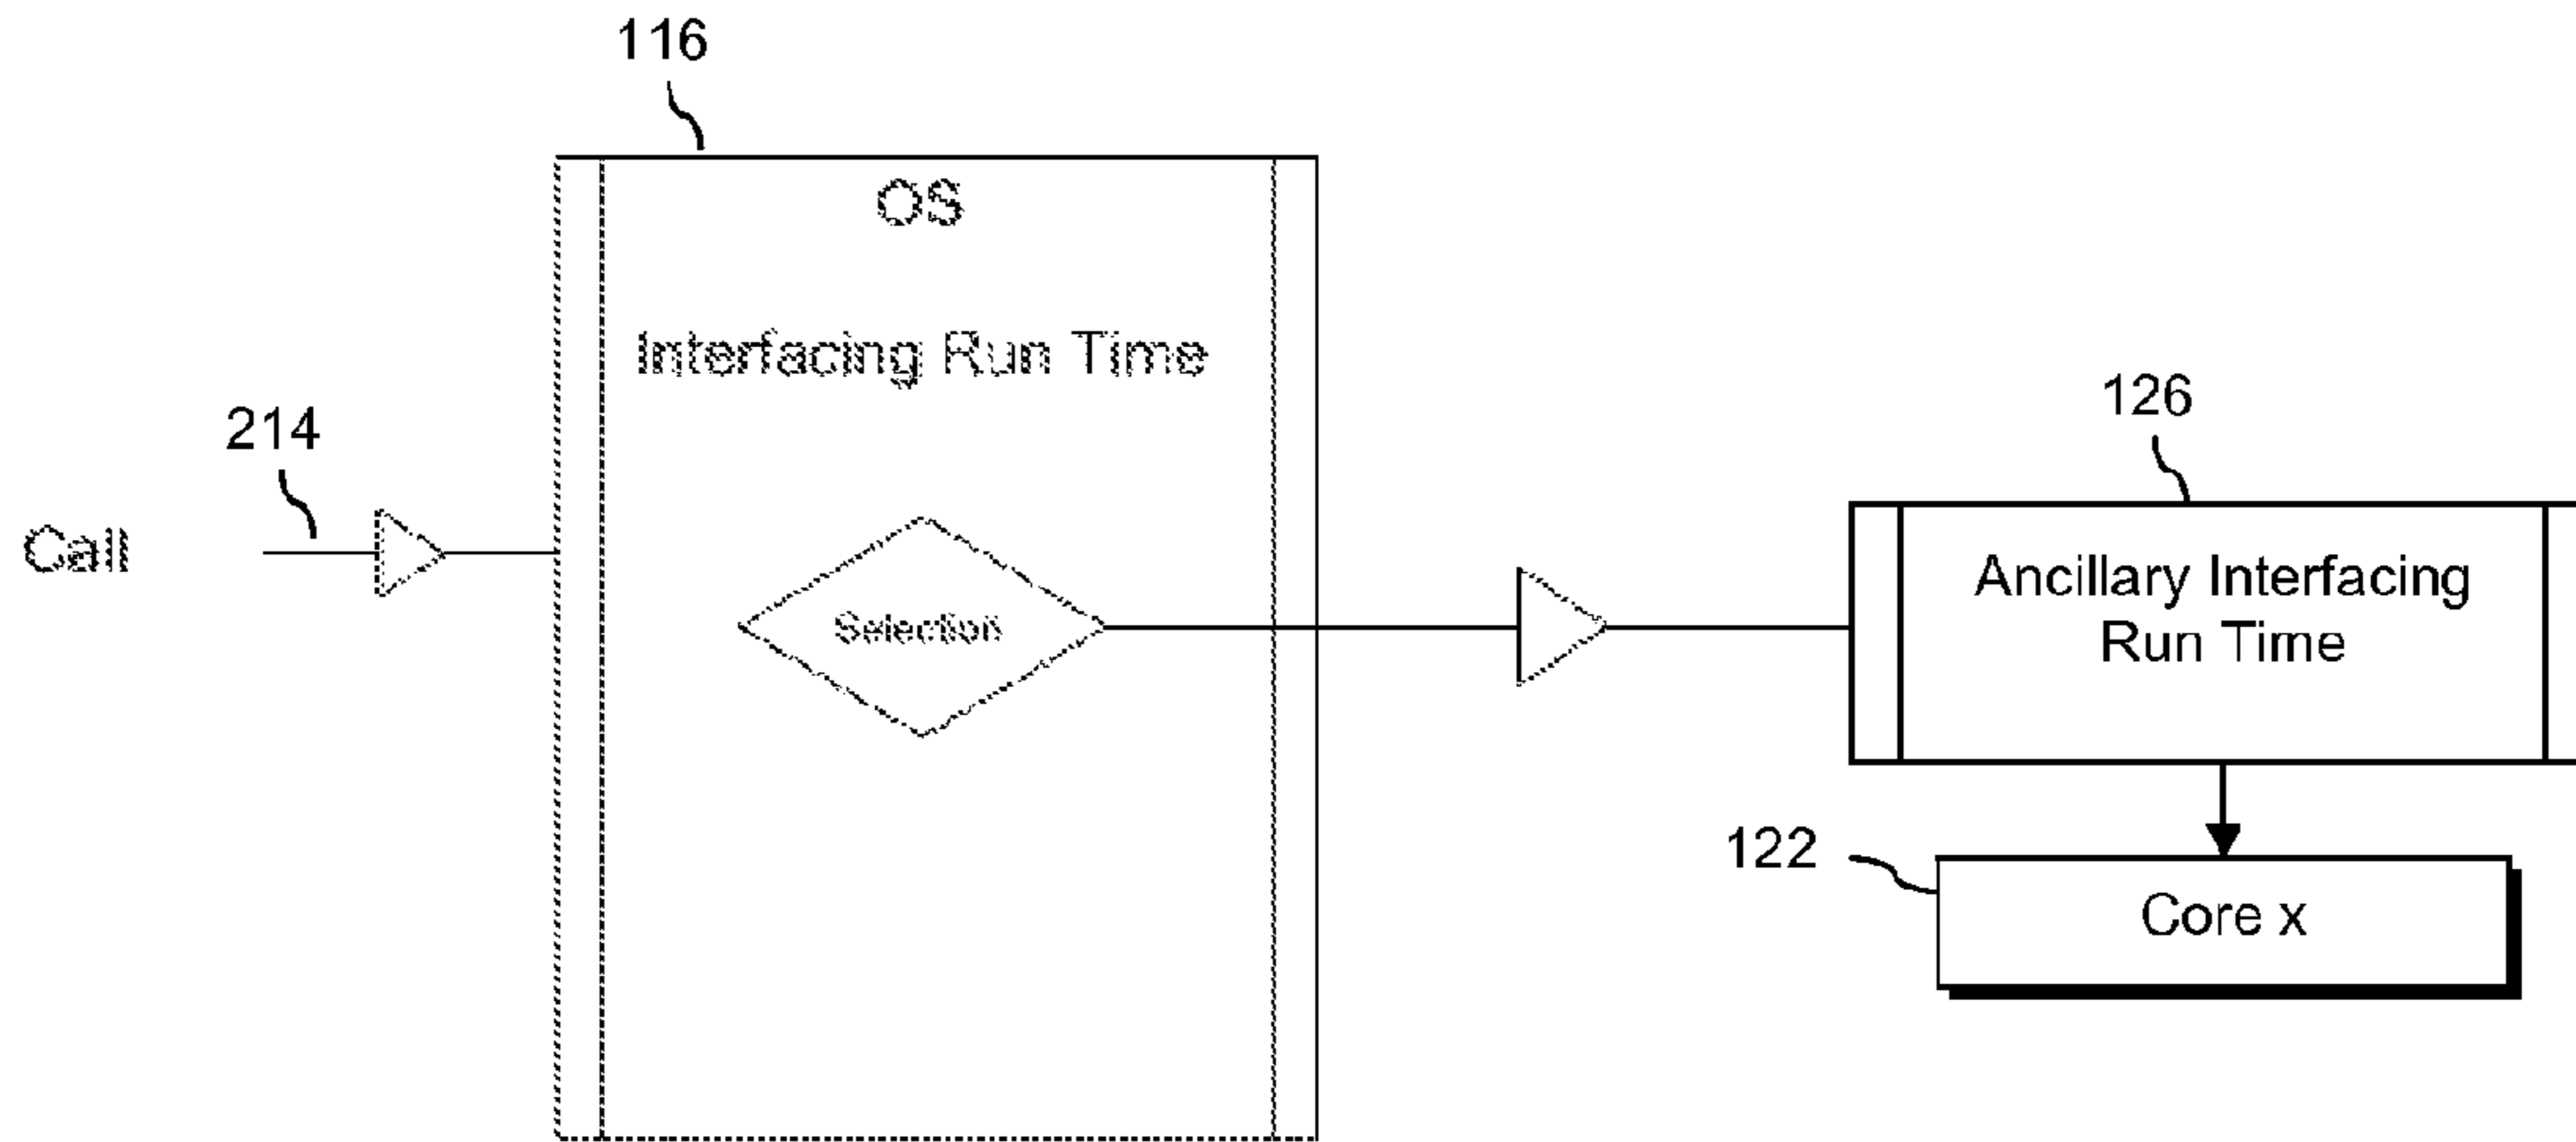 116
OS
Interfacing Run Time
214
Call
Selection
126
Ancillary Interfacing
Run Time
122
Core x